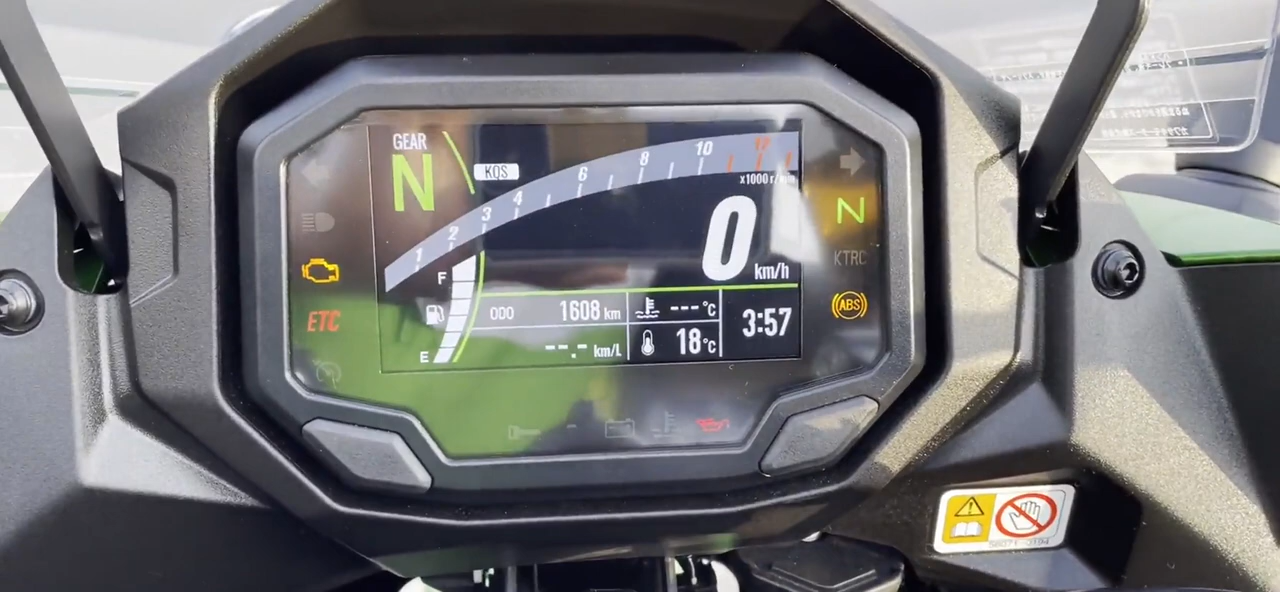 GEAR
N
KQS
1 2 3 4 6 8 10 12
x1000 r/min
0 km/h
F
E
ODO 1608 km
--.- km/L
--- °C
18°C
3:57
ETC
N
KTRC
ABS